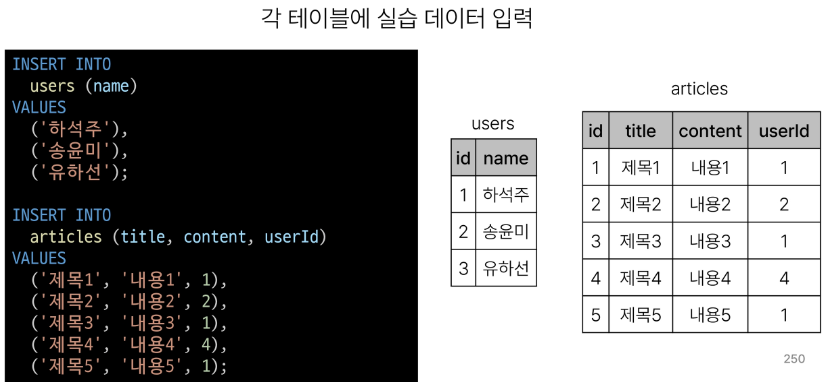 각 테이블에 실습 데이터 입력
INSERT INTO
users (name)
VALUES
('하석주'),
('송윤미'),
('유하선');
INSERT INTO
articles (title, content, userId)
VALUES
('제목1', '내용1', 1),
('제목2', '내용2', 2),
('제목3', '내용3', 1),
('제목4', '내용4', 4),
('제목5', '내용5', 1);
users
id name
1 하석주
2 송윤미
3 유하선
articles
id title content userId
1 제목1 내용1 1
2 제목2 내용2 2
3 제목3 내용3 1
4 제목4 내용4 4
5 제목5 내용5 1
250